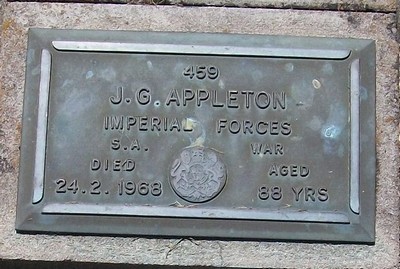 459
J. G. APPLETON
IMPERIAL FORCES
S.A. WAR
DIED AGED
24.2.1968 88 YRS